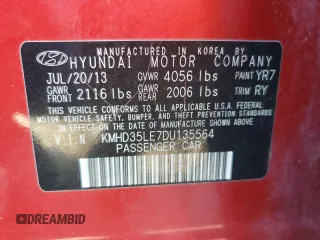 MANUFACTURED IN KOREA BY
HYUNDAI MOTOR COMPANY
JUL/20/13 GVWR 4056 lbs PAINT YR7
GAWR FRONT 2116 lbs GAWR REAR 2006 lbs TRIM RY
THIS VEHICLE CONFORMS TO ALL APPLICABLE
FEDERAL MOTOR VEHICLE SAFETY, BUMPER,
AND THEFT PREVENTION STANDARDS IN EFFECT
ON THE DATE OF MANUFACTURE SHOWN ABOVE.
V.I.N KMHD35LE7DU135564
PASSENGER CAR
© DREAMBID
DREAMBID